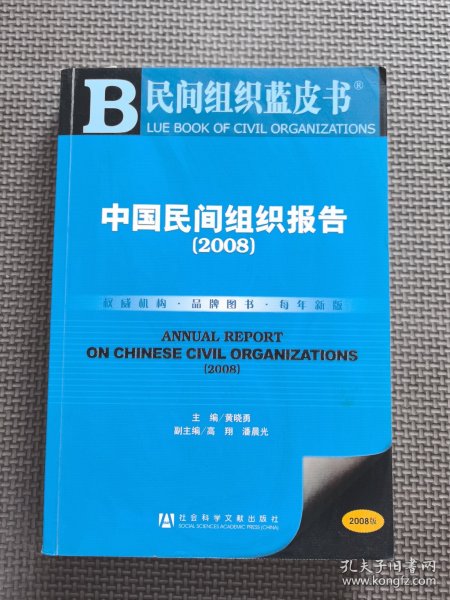 B 民间组织蓝皮书®
LUE BOOK OF CIVIL ORGANIZATIONS
中国民间组织报告
(2008)
权威机构·品牌图书·每年新版
ANNUAL REPORT
ON CHINESE CIVIL ORGANIZATIONS
(2008)
主 编/黄晓勇
副主编/高 翔 潘晨光
社会科学文献出版社
SOCIAL SCIENCES ACADEMIC PRESS (CHINA)
2008版
孔夫子旧书网
www.kongfz.com